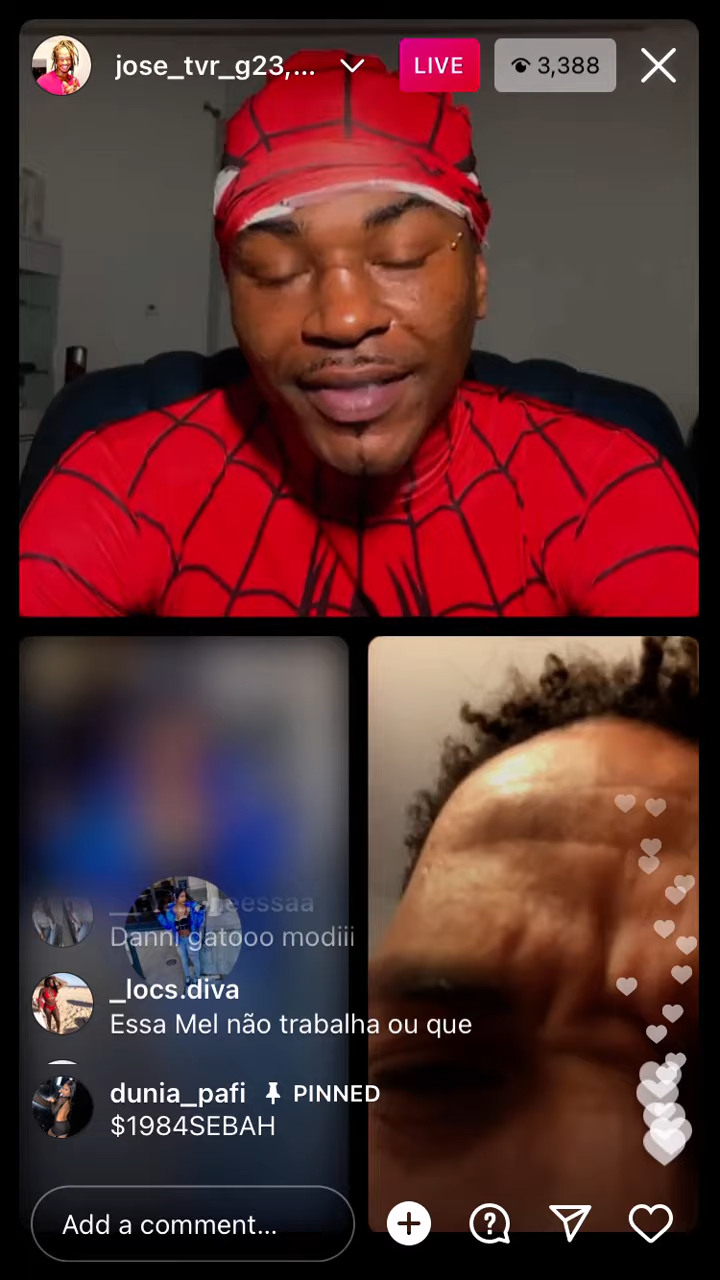 jose_tvr_g23,...
LIVE
3,388
Danni gatooo modiii
_locs.diva
Essa Mel não trabalha ou que
dunia_pafi PINNED
$1984SEBAH
Add a comment...